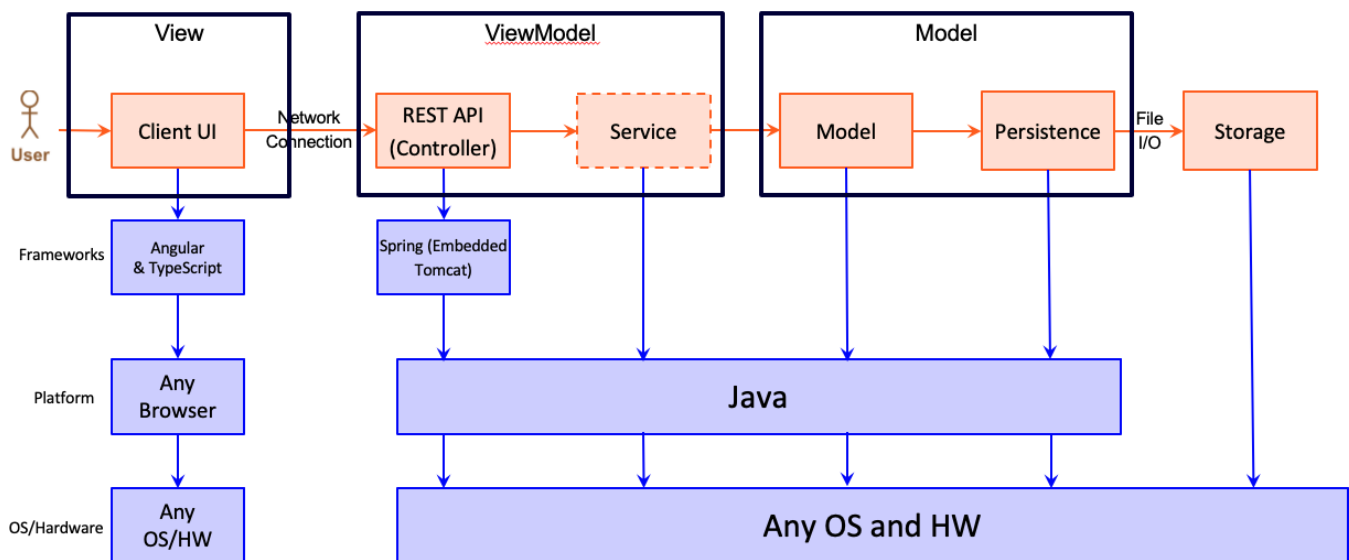 View
ViewModel
Model
User
Client UI
Network
Connection
REST API
(Controller)
Service
Model
Persistence
File
I/O
Storage
Frameworks
Angular
& TypeScript
Spring (Embedded
Tomcat)
Platform
Any
Browser
Java
OS/Hardware
Any
OS/HW
Any OS and HW